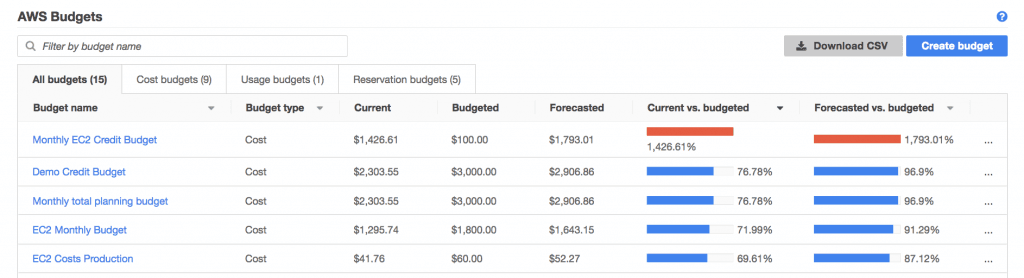 AWS Budgets
Filter by budget name
Download CSV
Create budget
All budgets (15) Cost budgets (9) Usage budgets (1) Reservation budgets (5)
Budget name Budget type Current Budgeted Forecasted Current vs. budgeted Forecasted vs. budgeted
Monthly EC2 Credit Budget Cost $1,426.61 $100.00 $1,793.01 1,426.61% 1,793.01% ...
Demo Credit Budget Cost $2,303.55 $3,000.00 $2,906.86 76.78% 96.9% ...
Monthly total planning budget Cost $2,303.55 $3,000.00 $2,906.86 76.78% 96.9% ...
EC2 Monthly Budget Cost $1,295.74 $1,800.00 $1,643.15 71.99% 91.29% ...
EC2 Costs Production Cost $41.76 $60.00 $52.27 69.61% 87.12% ...